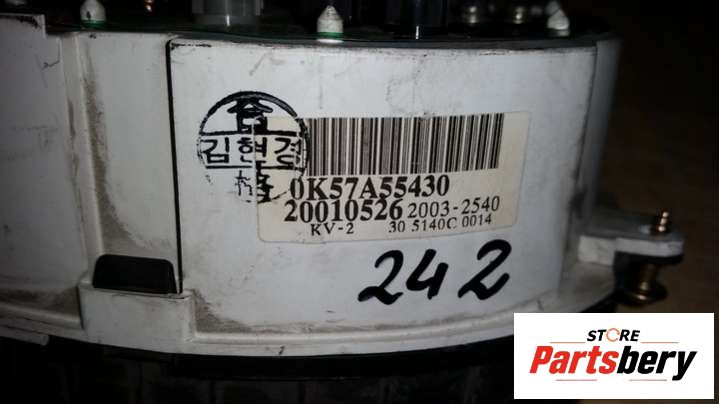 김현경
0K57A55430
20010526 2003-2540
KV-2 30 5140C 0014
242
STORE
Partsbery